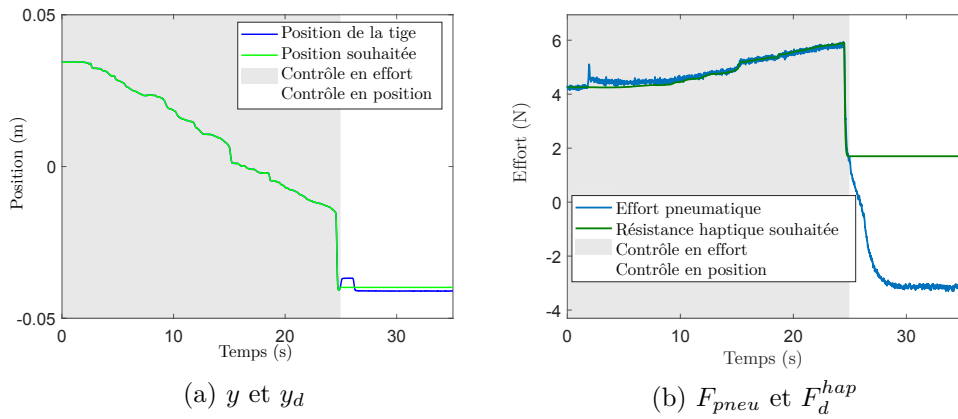 0.05
0
-0.05
Position (m)
Position de la tige
Position souhaitée
Contrôle en effort
Contrôle en position
0 10 20 30
Temps (s)
(a) y et y_d
6
4
2
0
-2
-4
Effort (N)
Effort pneumatique
Résistance haptique souhaitée
Contrôle en effort
Contrôle en position
0 10 20 30
Temps (s)
(b) F_{pneu} et F_d^{hap}